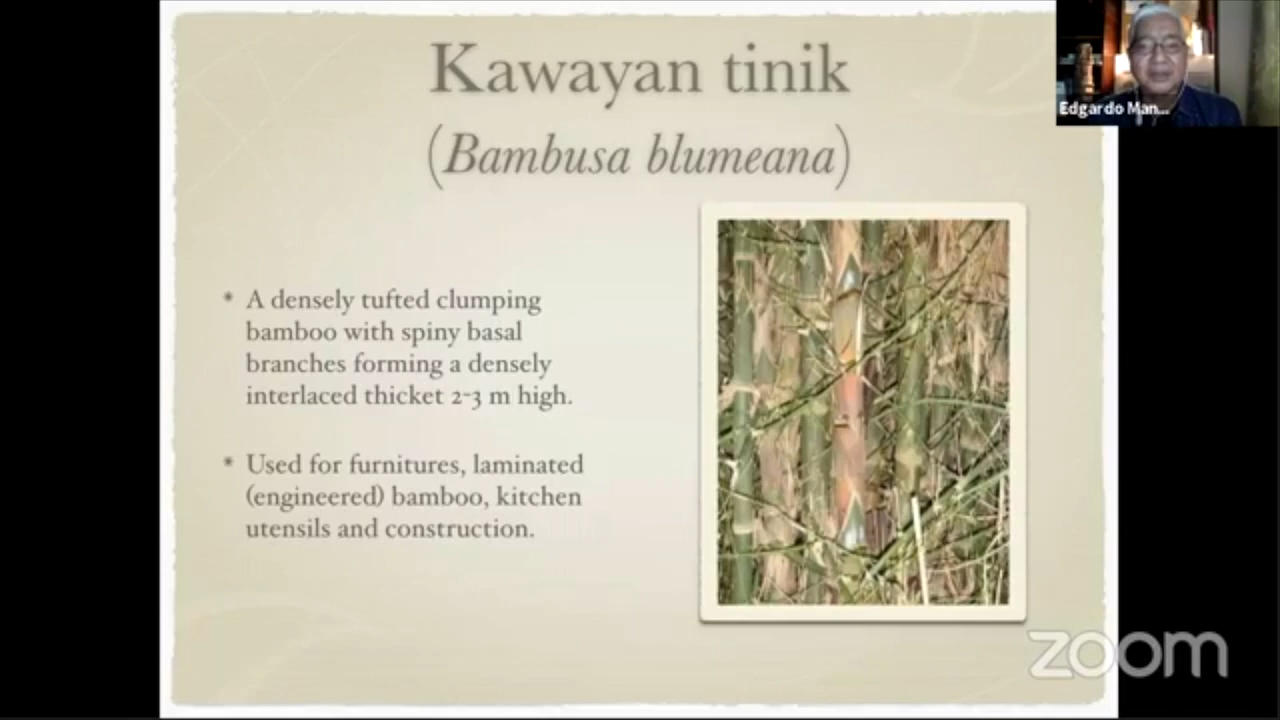 Kawayan tinik
(Bambusa blumeana)
* A densely tufted clumping
bamboo with spiny basal
branches forming a densely
interlaced thicket 2-3 m high.
* Used for furnitures, laminated
(engineered) bamboo, kitchen
utensils and construction.
Edgardo Man...
zoom